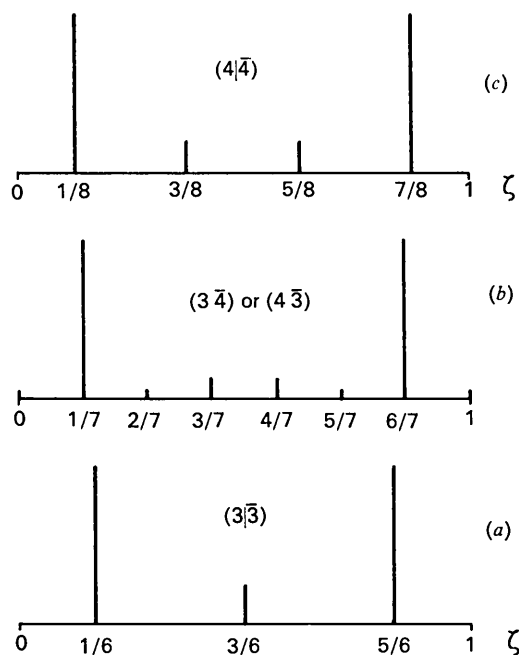 (4|4̄)
(c)
0 1/8 3/8 5/8 7/8 1 ζ
(3 4̄) or (4 3̄)
(b)
0 1/7 2/7 3/7 4/7 5/7 6/7 1 ζ
(3|3̄)
(a)
0 1/6 3/6 5/6 1 ζ